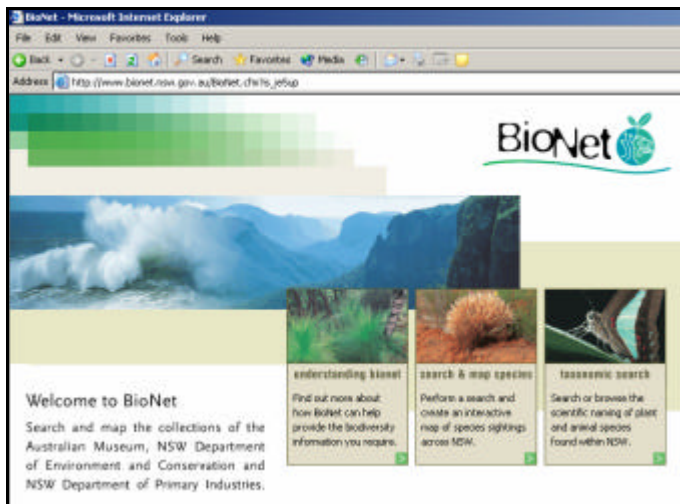 BioNet - Microsoft Internet Explorer
File Edit View Favorites Tools Help
Back Search Favorites Media
Address http://www.bionet.nsw.gov.au/BioNet.cfm?is_jeSup
BioNet
understanding bionet
Find out more about
how BioNet can help
provide the biodiversity
information you require.
search & map species
Perform a search and
create an interactive
map of species sightings
across NSW.
taxonomic search
Search or browse the
scientific naming of plant
and animal species
found within NSW.
Welcome to BioNet
Search and map the collections of the
Australian Museum, NSW Department
of Environment and Conservation and
NSW Department of Primary Industries.